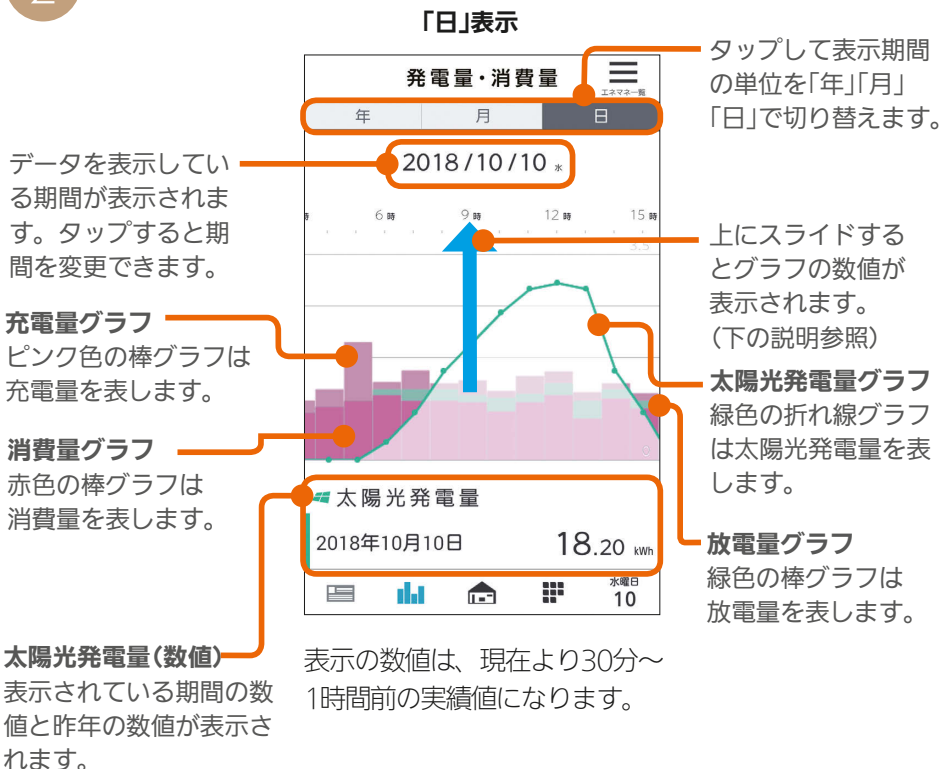 2
「日」表示
発電量・消費量
エネマネ一覧
年
月
日
2018/10/10 水
時
6時
9時
12時
15時
3.5
0
太陽光発電量
2018年10月10日
18.20 kWh
水曜日
10
タップして表示期間
の単位を「年」「月」
「日」で切り替えます。
データを表示してい
る期間が表示されま
す。タップすると期
間を変更できます。
上にスライドする
とグラフの数値が
表示されます。
(下の説明参照)
充電量グラフ
ピンク色の棒グラフは
充電量を表します。
太陽光発電量グラフ
緑色の折れ線グラフ
は太陽光発電量を表
します。
消費量グラフ
赤色の棒グラフは
消費量を表します。
放電量グラフ
緑色の棒グラフは
放電量を表します。
太陽光発電量(数値)
表示されている期間の数
値と昨年の数値が表示さ
れます。
表示の数値は、現在より30分〜
1時間前の実績値になります。